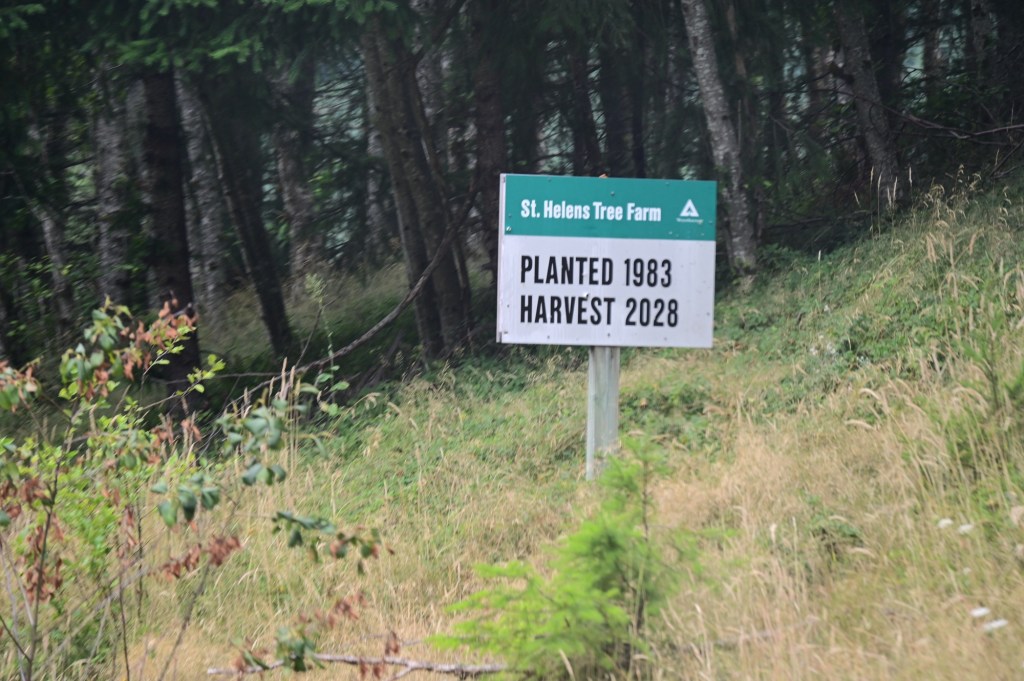 St. Helens Tree Farm
PLANTED 1983
HARVEST 2028